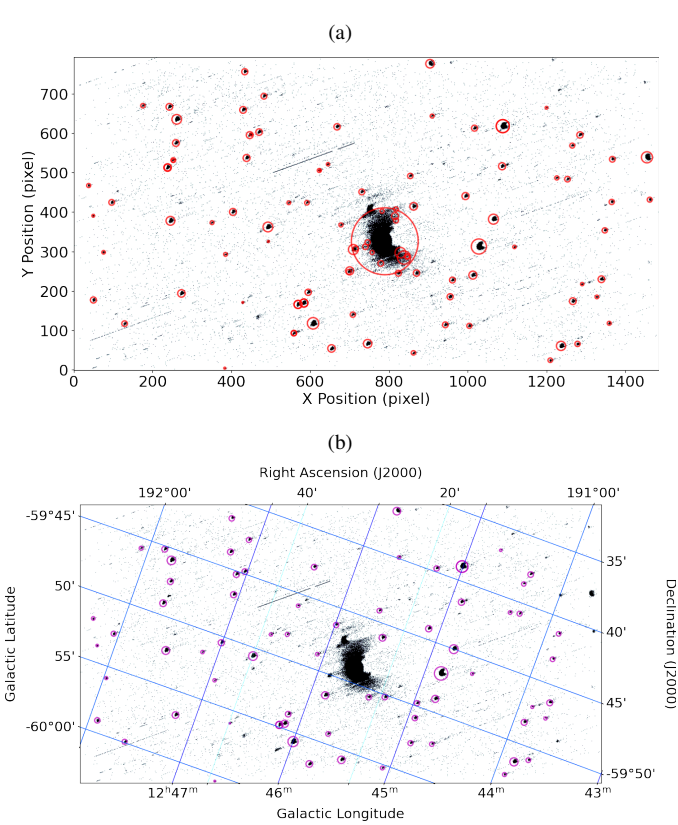 (a)
700
600
500
400
300
200
100
0
Y Position (pixel)
0 200 400 600 800 1000 1200 1400
X Position (pixel)
(b)
Right Ascension (J2000)
192°00' 40' 20' 191°00'
-59°45'
50'
55'
-60°00'
Galactic Latitude
35'
40'
45'
-59°50'
Declination (J2000)
12ʰ47ᵐ 46ᵐ 45ᵐ 44ᵐ 43ᵐ
Galactic Longitude